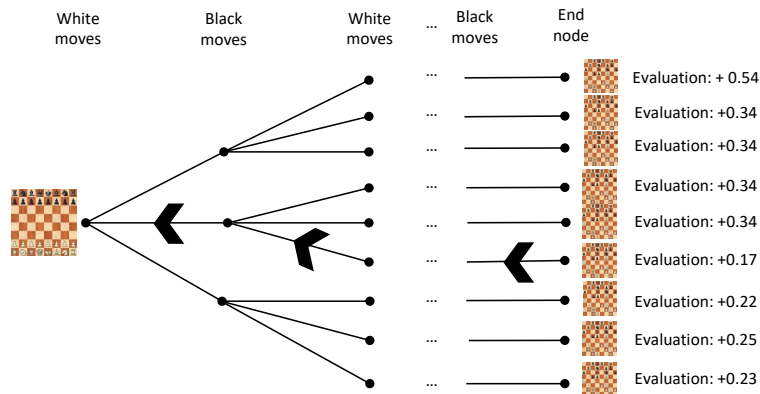 White Black White ... Black End
moves moves moves moves node
... Evaluation: + 0.54
... Evaluation: +0.34
... Evaluation: +0.34
... Evaluation: +0.34
... Evaluation: +0.34
... Evaluation: +0.17
... Evaluation: +0.22
... Evaluation: +0.25
... Evaluation: +0.23